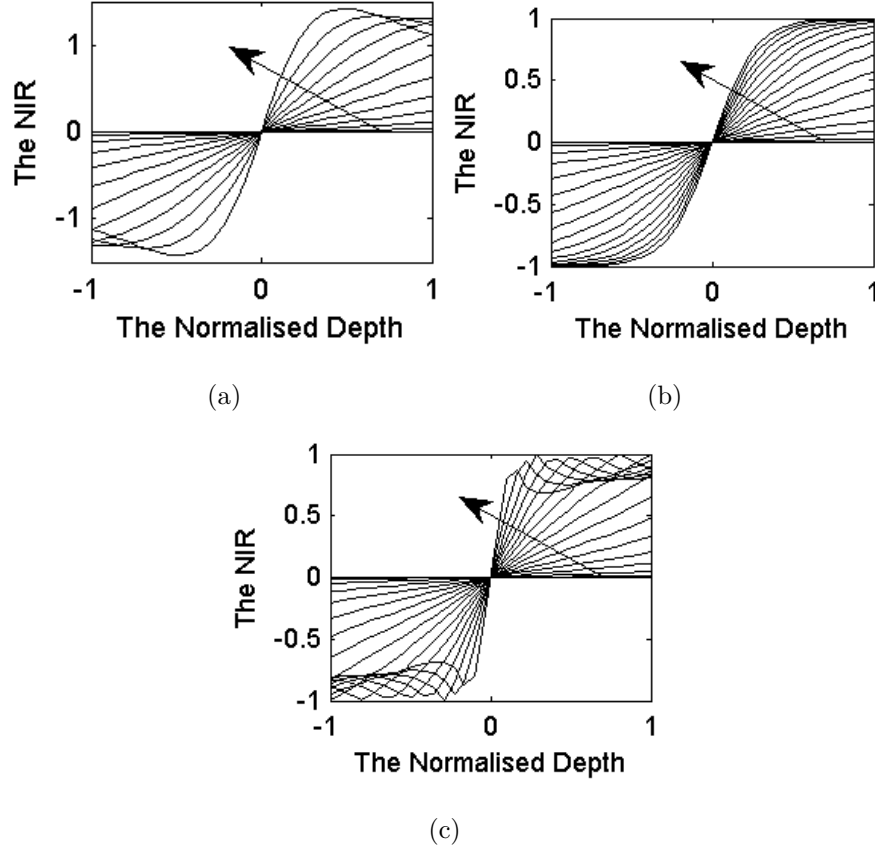 The NIR
1
0
-1
-1
0
1
The Normalised Depth
(a)
The NIR
1
0.5
0
-0.5
-1
-1
0
1
The Normalised Depth
(b)
The NIR
1
0.5
0
-0.5
-1
-1
0
1
The Normalised Depth
(c)